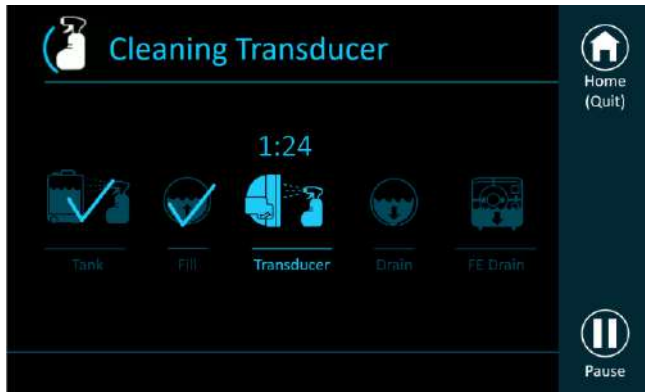 Cleaning Transducer
Home
(Quit)
1:24
Tank
Fill
Transducer
Drain
FE Drain
Pause